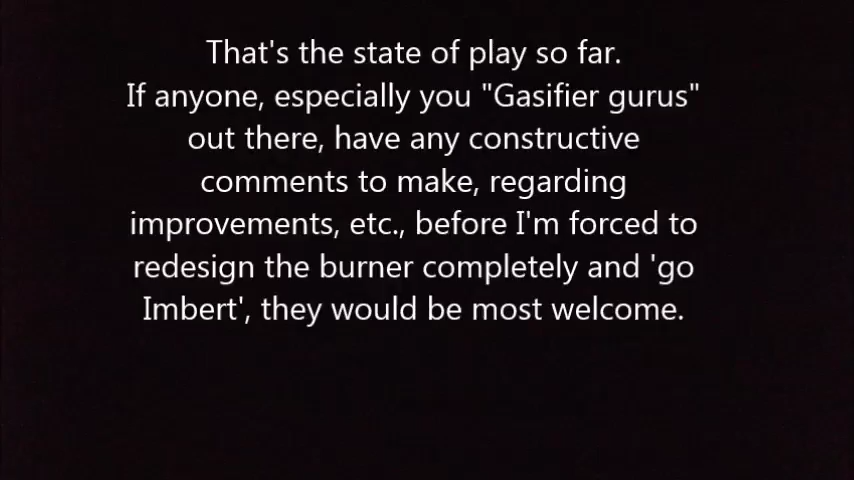 That's the state of play so far.
If anyone, especially you "Gasifier gurus"
out there, have any constructive
comments to make, regarding
improvements, etc., before I'm forced to
redesign the burner completely and 'go
Imbert', they would be most welcome.